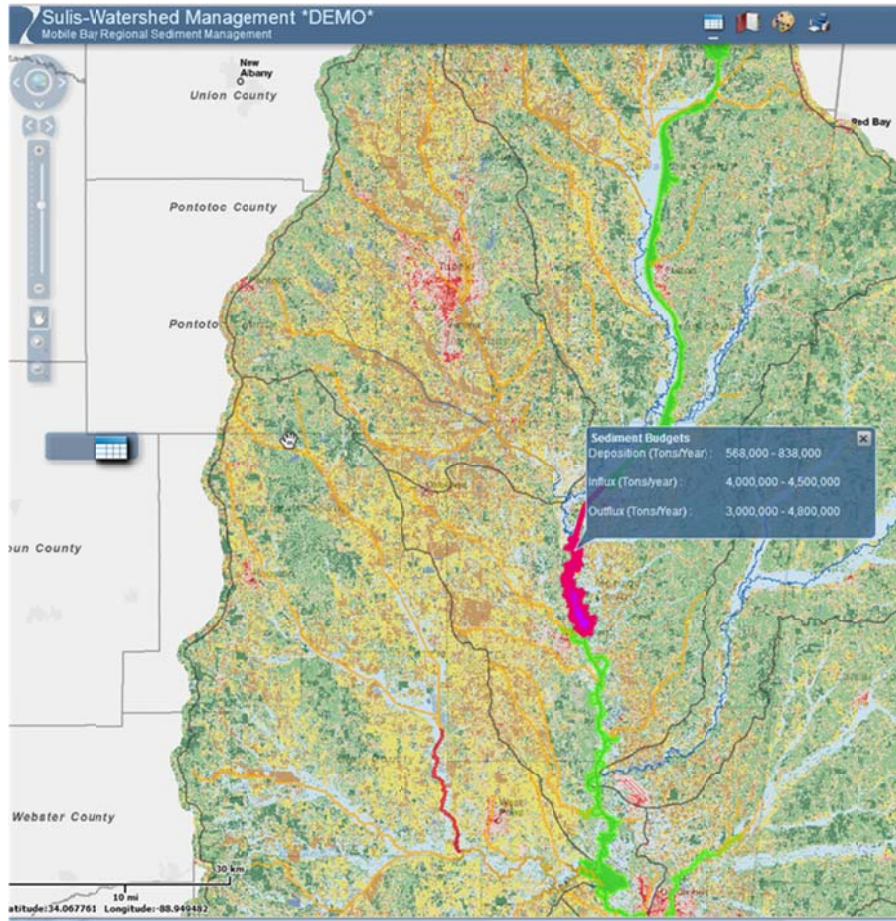 Sulis-Watershed Management *DEMO*
Mobile Bay Regional Sediment Management
New
Albany
Union County
Red Bay
Pontotoc County
Fulton
Pontoto
Sediment Budgets
Deposition (Tons/Year) : 568,000 - 838,000
Influx (Tons/year) : 4,000,000 - 4,500,000
Outflux (Tons/Year) : 3,000,000 - 4,800,000
oun County
West
Point
Webster County
30 km
10 mi
atitude:34.067761 Longitude:-88.949482